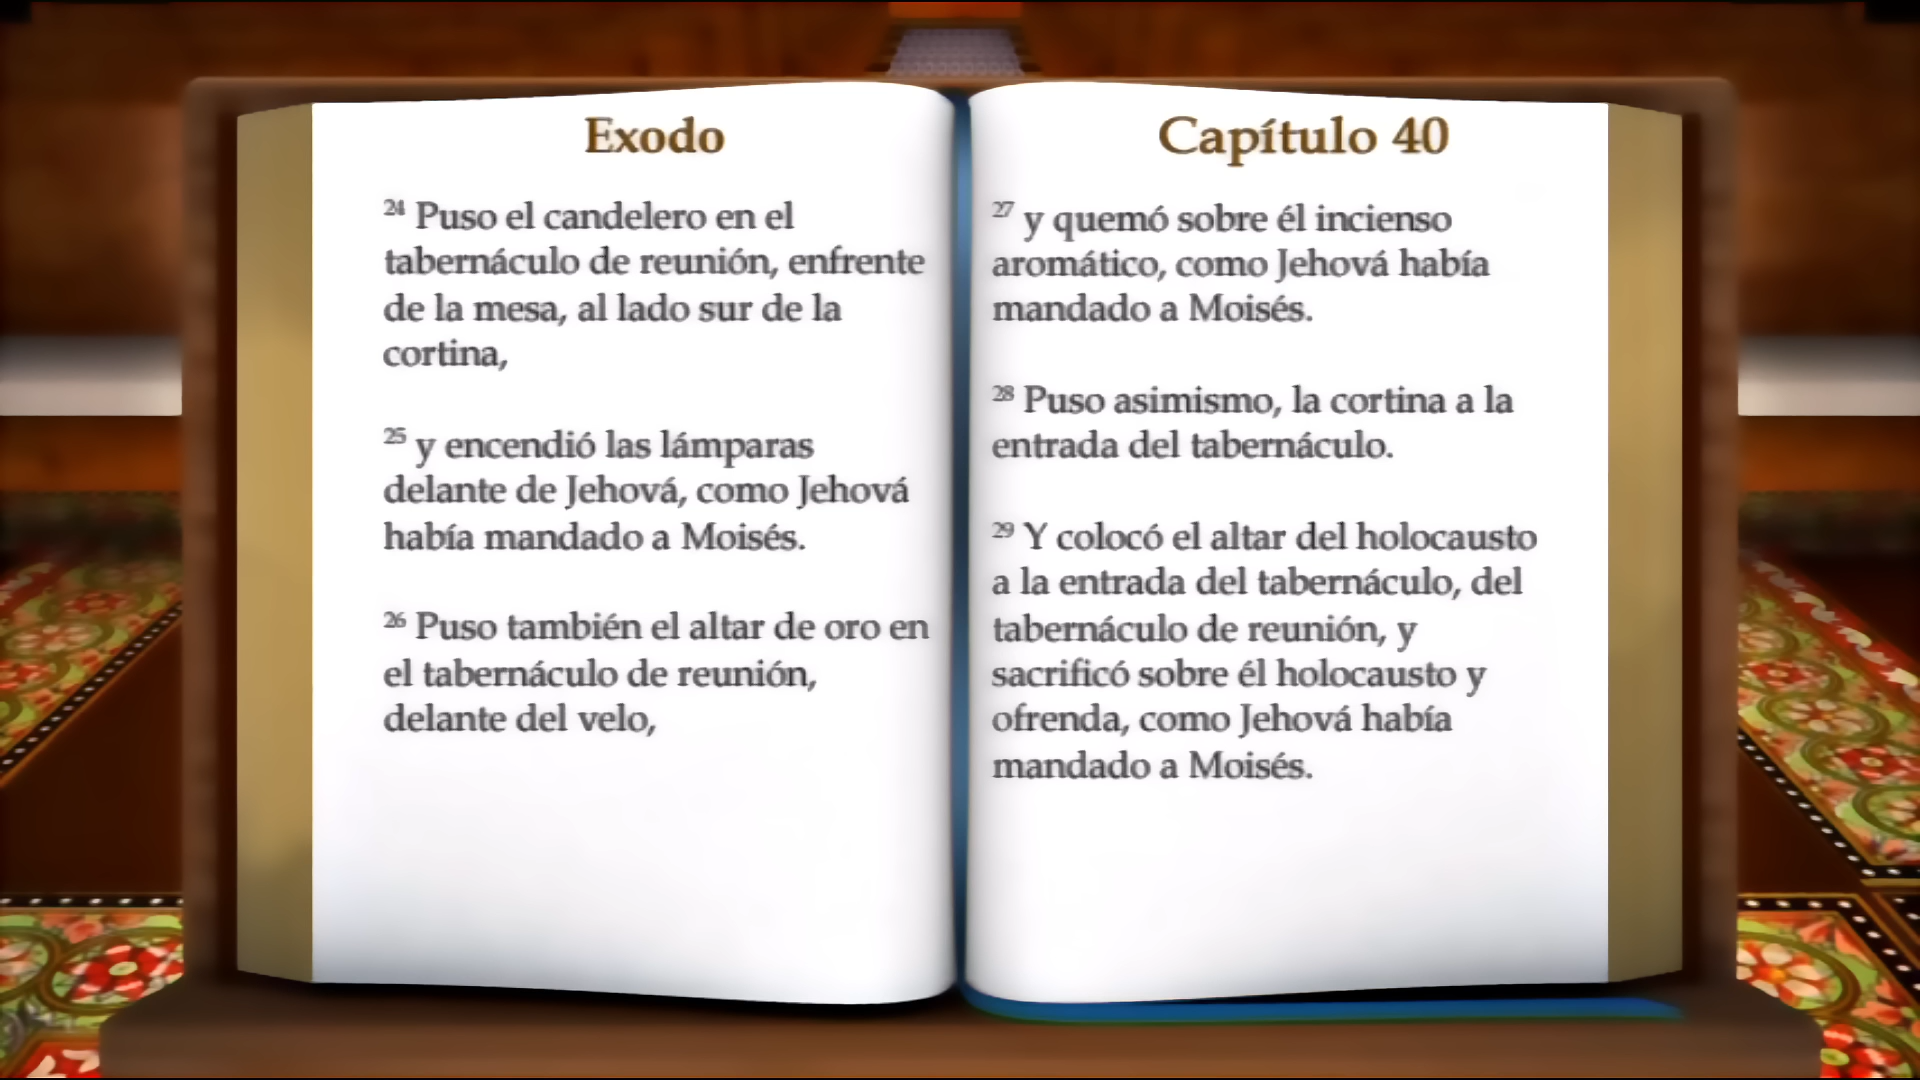 Exodo
24 Puso el candelero en el
tabernáculo de reunión, enfrente
de la mesa, al lado sur de la
cortina,
25 y encendió las lámparas
delante de Jehová, como Jehová
había mandado a Moisés.
26 Puso también el altar de oro en
el tabernáculo de reunión,
delante del velo,
Capítulo 40
27 y quemó sobre él incienso
aromático, como Jehová había
mandado a Moisés.
28 Puso asimismo, la cortina a la
entrada del tabernáculo.
29 Y colocó el altar del holocausto
a la entrada del tabernáculo, del
tabernáculo de reunión, y
sacrificó sobre él holocausto y
ofrenda, como Jehová había
mandado a Moisés.